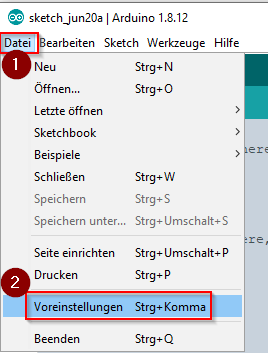 sketch_jun20a | Arduino 1.8.12
Datei Bearbeiten Sketch Werkzeuge Hilfe
1
Neu Strg+N
Öffnen... Strg+O
Letzte öffnen
Sketchbook
Beispiele
Schließen Strg+W
Speichern Strg+S
Speichern unter... Strg+Umschalt+S
Seite einrichten Strg+Umschalt+P
Drucken Strg+P
2
Voreinstellungen Strg+Komma
Beenden Strg+Q